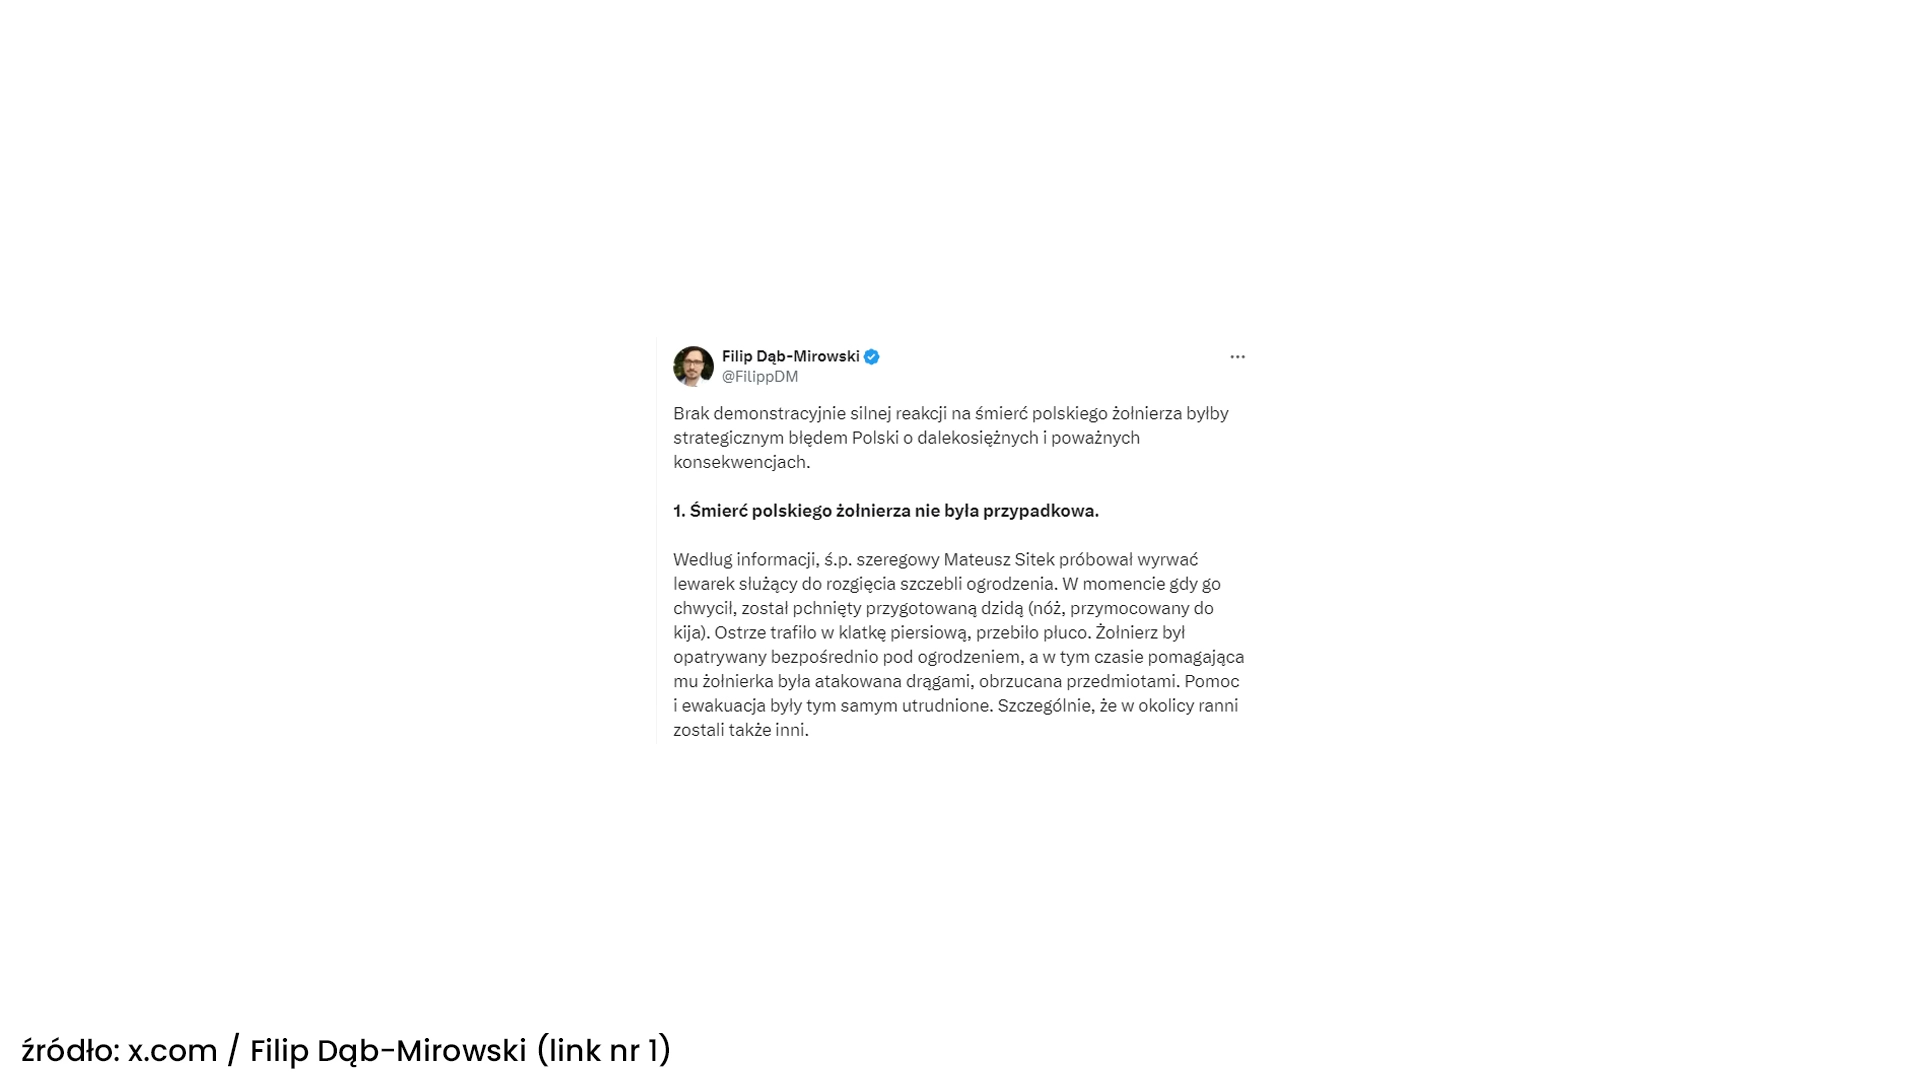 Filip Dąb-Mirowski
@FilippDM
Brak demonstracyjnie silnej reakcji na śmierć polskiego żołnierza byłby
strategicznym błędem Polski o dalekosiężnych i poważnych
konsekwencjach.
1. Śmierć polskiego żołnierza nie była przypadkowa.
Według informacji, ś.p. szeregowy Mateusz Sitek próbował wyrwać
lewarek służący do rozgięcia szczebli ogrodzenia. W momencie gdy go
chwycił, został pchnięty przygotowaną dzidą (nóż, przymocowany do
kija). Ostrze trafiło w klatkę piersiową, przebiło płuco. Żołnierz był
opatrywany bezpośrednio pod ogrodzeniem, a w tym czasie pomagająca
mu żołnierka była atakowana drągami, obrzucana przedmiotami. Pomoc
i ewakuacja były tym samym utrudnione. Szczególnie, że w okolicy ranni
zostali także inni.
źródło: x.com / Filip Dąb-Mirowski (link nr 1)